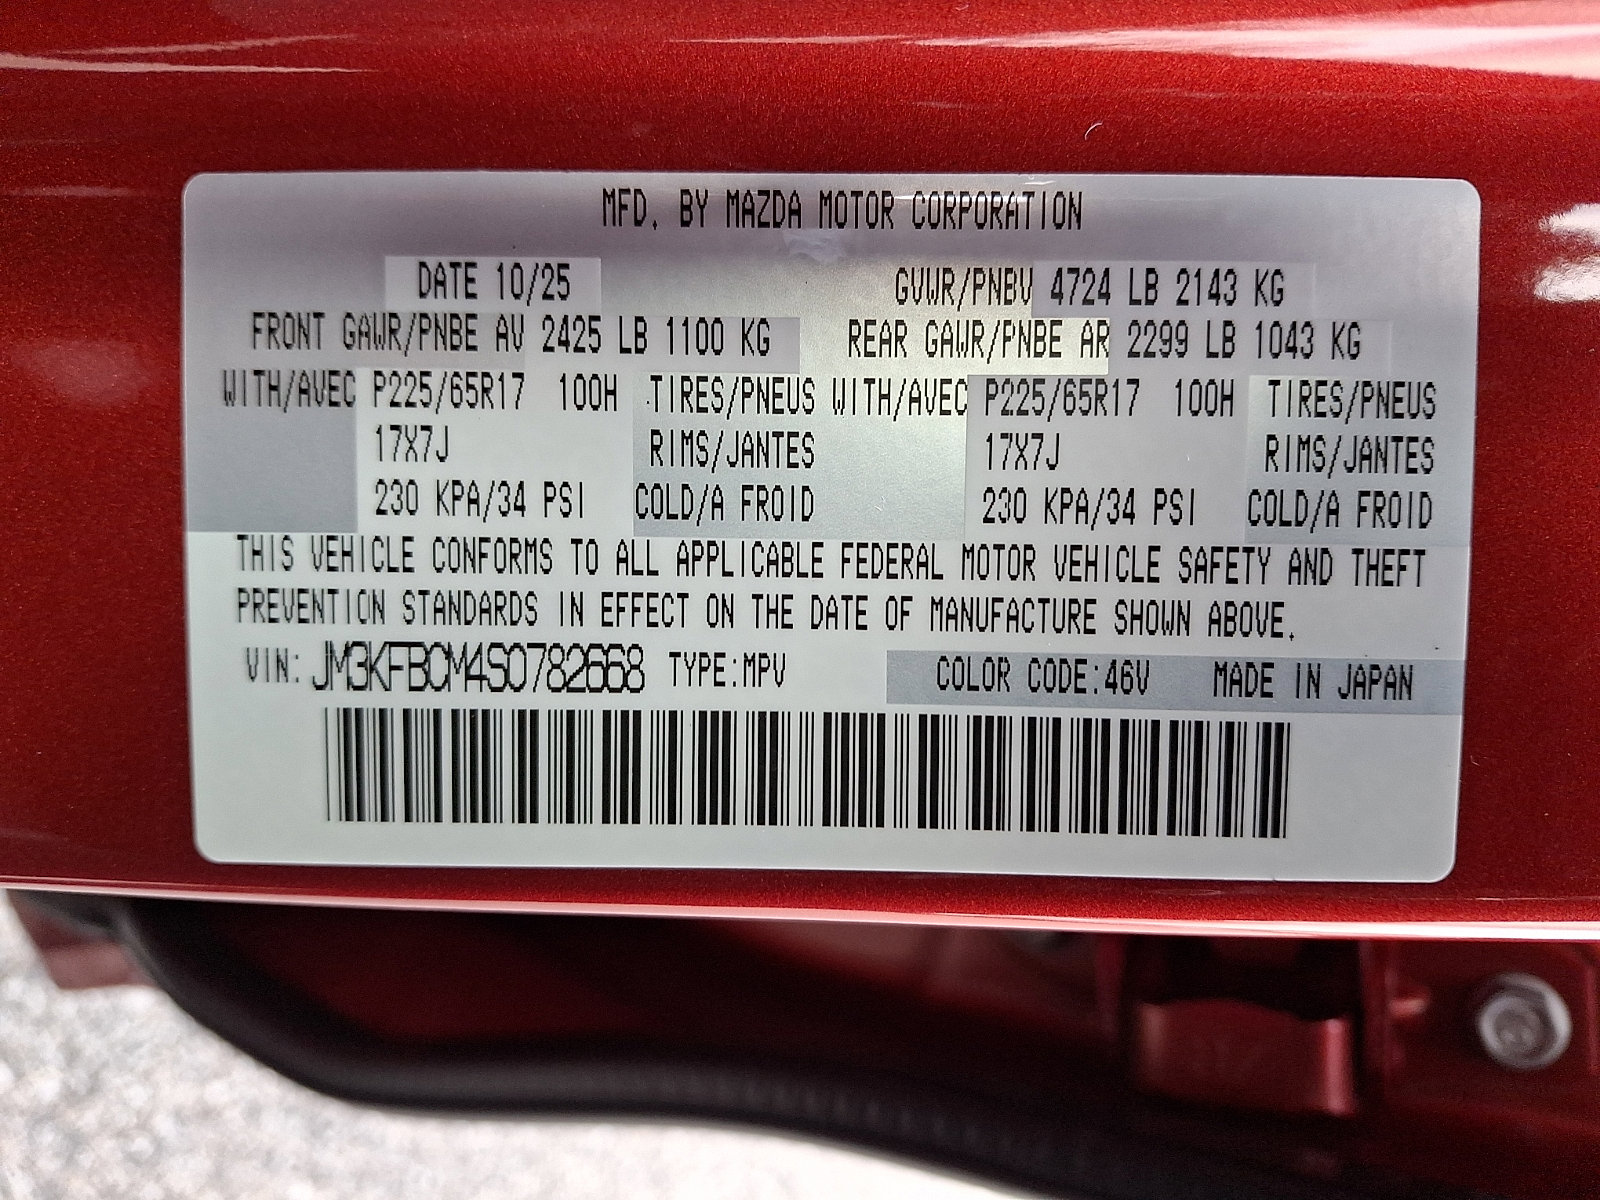 MFD. BY MAZDA MOTOR CORPORATION
DATE 10/25 GVWR/PNBV 4724 LB 2143 KG
FRONT GAWR/PNBE AV 2425 LB 1100 KG REAR GAWR/PNBE AR 2299 LB 1043 KG
WITH/AVEC P225/65R17 100H TIRES/PNEUS WITH/AVEC P225/65R17 100H TIRES/PNEUS
17X7J RIMS/JANTES 17X7J RIMS/JANTES
230 KPA/34 PSI COLD/A FROID 230 KPA/34 PSI COLD/A FROID
THIS VEHICLE CONFORMS TO ALL APPLICABLE FEDERAL MOTOR VEHICLE SAFETY AND THEFT
PREVENTION STANDARDS IN EFFECT ON THE DATE OF MANUFACTURE SHOWN ABOVE.
VIN: JM3KFBCM4S0782668 TYPE:MPV COLOR CODE:46V MADE IN JAPAN